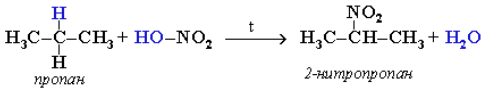 H NO₂
H₃C–C–CH₃ + HO–NO₂ t H₃C–CH–CH₃ + H₂O
H
пропан 2-нитропропан